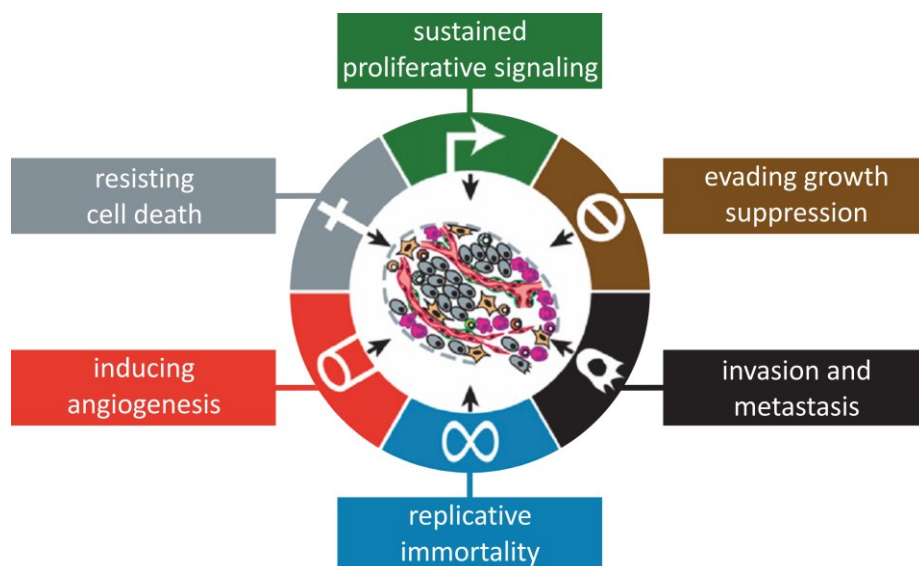 sustained
proliferative signaling
resisting
cell death
evading growth
suppression
inducing
angiogenesis
invasion and
metastasis
replicative
immortality